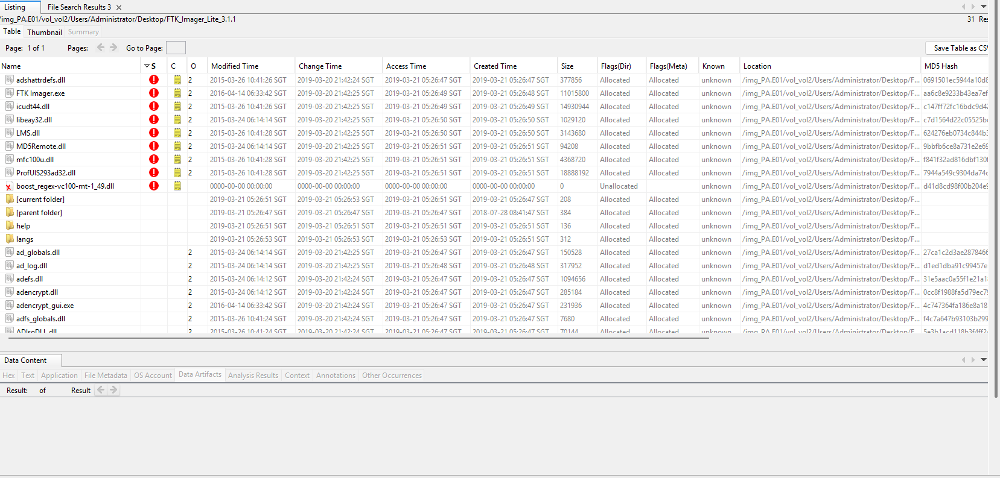 Listing File Search Results 3
/img_PA.E01/vol_vol2/Users/Administrator/Desktop/FTK_Imager_Lite_3.1.1 31 Res
Table Thumbnail Summary
Page: 1 of 1 Pages: Go to Page: Save Table as CSV
Name S C O Modified Time Change Time Access Time Created Time Size Flags(Dir) Flags(Meta) Known Location MD5 Hash
adshattrdefs.dll 2 2015-03-26 10:41:26 SGT 2019-03-20 21:42:24 SGT 2019-03-21 05:26:47 SGT 2019-03-21 05:26:47 SGT 377856 Allocated Allocated unknown /img_PA.E01/vol_vol2/Users/Administrator/Desktop/F... 0691501ec5944a10d8
FTK Imager.exe 2 2016-04-14 06:33:42 SGT 2019-03-20 21:42:25 SGT 2019-03-21 05:26:49 SGT 2019-03-21 05:26:48 SGT 11015800 Allocated Allocated unknown /img_PA.E01/vol_vol2/Users/Administrator/Desktop/F... aa6c8e9233b43ea7ef
icudt44.dll 2 2015-03-26 10:41:26 SGT 2019-03-20 21:42:25 SGT 2019-03-21 05:26:49 SGT 2019-03-21 05:26:49 SGT 14930944 Allocated Allocated unknown /img_PA.E01/vol_vol2/Users/Administrator/Desktop/F... c147ff72fc16bdc9d42
libeay32.dll 2 2015-03-24 06:14:14 SGT 2019-03-20 21:42:25 SGT 2019-03-21 05:26:50 SGT 2019-03-21 05:26:50 SGT 1029120 Allocated Allocated unknown /img_PA.E01/vol_vol2/Users/Administrator/Desktop/F... c7d1564d22c05525b
LMS.dll 2 2015-03-26 10:41:28 SGT 2019-03-20 21:42:25 SGT 2019-03-21 05:26:50 SGT 2019-03-21 05:26:50 SGT 3143680 Allocated Allocated unknown /img_PA.E01/vol_vol2/Users/Administrator/Desktop/F... 624276eb0734c844b3
MD5Remote.dll 2 2015-03-24 06:14:14 SGT 2019-03-20 21:42:25 SGT 2019-03-21 05:26:51 SGT 2019-03-21 05:26:51 SGT 94208 Allocated Allocated unknown /img_PA.E01/vol_vol2/Users/Administrator/Desktop/F... 9bbfb6ce8a731e2e69
mfc100u.dll 2 2015-03-26 10:41:28 SGT 2019-03-20 21:42:25 SGT 2019-03-21 05:26:51 SGT 2019-03-21 05:26:51 SGT 4368720 Allocated Allocated unknown /img_PA.E01/vol_vol2/Users/Administrator/Desktop/F... f841f32ad816dbf130f
ProfUIS293ad32.dll 2 2015-03-26 10:41:28 SGT 2019-03-20 21:42:25 SGT 2019-03-21 05:26:51 SGT 2019-03-21 05:26:51 SGT 18888192 Allocated Allocated unknown /img_PA.E01/vol_vol2/Users/Administrator/Desktop/F... 7944a549c9304da74c
boost_regex-vc100-mt-1_49.dll 0000-00-00 00:00:00 0000-00-00 00:00:00 0000-00-00 00:00:00 0000-00-00 00:00:00 0 Unallocated unknown /img_PA.E01/vol_vol2/Users/Administrator/Desktop/F... d41d8cd98f00b204e9
[current folder] 2019-03-21 05:26:51 SGT 2019-03-21 05:26:53 SGT 2019-03-21 05:26:53 SGT 2019-03-21 05:26:47 SGT 208 Allocated Allocated unknown /img_PA.E01/vol_vol2/Users/Administrator/Desktop/F...
[parent folder] 2019-03-21 05:26:47 SGT 2019-03-21 05:26:47 SGT 2019-03-21 05:26:47 SGT 2018-07-28 08:41:47 SGT 384 Allocated Allocated unknown /img_PA.E01/vol_vol2/Users/Administrator/Desktop/F...
help 2019-03-21 05:26:51 SGT 2019-03-21 05:26:51 SGT 2019-03-21 05:26:51 SGT 2019-03-21 05:26:51 SGT 136 Allocated Allocated unknown /img_PA.E01/vol_vol2/Users/Administrator/Desktop/F...
langs 2019-03-21 05:26:53 SGT 2019-03-21 05:26:53 SGT 2019-03-21 05:26:53 SGT 2019-03-21 05:26:51 SGT 312 Allocated Allocated unknown /img_PA.E01/vol_vol2/Users/Administrator/Desktop/F...
ad_globals.dll 2 2015-03-24 06:14:14 SGT 2019-03-20 21:42:24 SGT 2019-03-21 05:26:47 SGT 2019-03-21 05:26:47 SGT 150528 Allocated Allocated unknown /img_PA.E01/vol_vol2/Users/Administrator/Desktop/F... 27ca1c2d3ae2878466
ad_log.dll 2 2015-03-24 06:14:14 SGT 2019-03-20 21:42:25 SGT 2019-03-21 05:26:48 SGT 2019-03-21 05:26:48 SGT 317952 Allocated Allocated unknown /img_PA.E01/vol_vol2/Users/Administrator/Desktop/F... d1ed1dba91c99457e
adefs.dll 2 2015-03-24 06:14:12 SGT 2019-03-20 21:42:24 SGT 2019-03-21 05:26:47 SGT 2019-03-21 05:26:47 SGT 1094656 Allocated Allocated unknown /img_PA.E01/vol_vol2/Users/Administrator/Desktop/F... 31e5aac0a55f1e21a1
adencrypt.dll 2 2015-03-24 06:14:12 SGT 2019-03-20 21:42:24 SGT 2019-03-21 05:26:47 SGT 2019-03-21 05:26:47 SGT 285184 Allocated Allocated unknown /img_PA.E01/vol_vol2/Users/Administrator/Desktop/F... 0cc8f1988fa5d79ec79
adencrypt_gui.exe 2 2016-04-14 06:33:42 SGT 2019-03-20 21:42:24 SGT 2019-03-21 05:26:47 SGT 2019-03-21 05:26:47 SGT 231936 Allocated Allocated unknown /img_PA.E01/vol_vol2/Users/Administrator/Desktop/F... 4c747364fa186e8a18
adfs_globals.dll 2 2015-03-26 10:41:24 SGT 2019-03-20 21:42:24 SGT 2019-03-21 05:26:47 SGT 2019-03-21 05:26:47 SGT 7680 Allocated Allocated unknown /img_PA.E01/vol_vol2/Users/Administrator/Desktop/F... f4c7a647b93103b299
ADIsoDLL.dll 2 2015-03-26 10:41:24 SGT 2019-03-20 21:42:24 SGT 2019-03-21 05:26:47 SGT 2019-03-21 05:26:47 SGT 70144 Allocated Allocated unknown /img_PA.E01/vol_vol2/Users/Administrator/Desktop/F... 5e3b1acd118b3f4ff2
Data Content
Hex Text Application File Metadata OS Account Data Artifacts Analysis Results Context Annotations Other Occurrences
Result: of Result